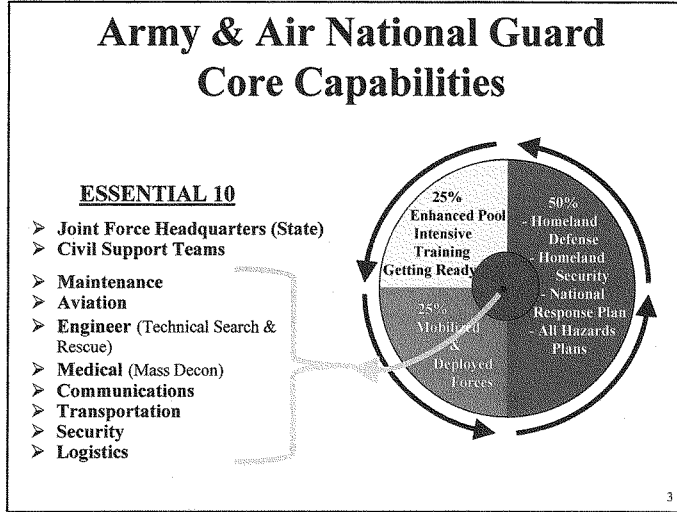 Army & Air National Guard
Core Capabilities
ESSENTIAL 10
➢ Joint Force Headquarters (State)
➢ Civil Support Teams
➢ Maintenance
➢ Aviation
➢ Engineer (Technical Search &
Rescue)
➢ Medical (Mass Decon)
➢ Communications
➢ Transportation
➢ Security
➢ Logistics
25%
Enhanced Pool
Intensive
Training
Getting Ready
50%
- Homeland
Defense
- Homeland
Security
- National
Response Plan
- All Hazards
Plans
25%
Mobilized
&
Deployed
Forces
3